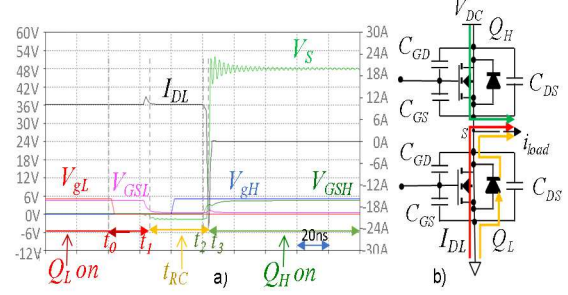 60V
54V
48V
42V
36V
30V
24V
18V
12V
6V
0V
-6V
-12V
30A
24A
18A
12A
6A
0A
-6A
-12A
-18A
-24A
-30A
V_S
I_DL
V_gL
V_GSL
V_gH
V_GSH
t_0
t_1
t_2
t_3
20ns
Q_L on
t_RC
a)
Q_H on
V_DC
Q_H
C_GD
C_GS
C_DS
s
i_load
C_GD
C_GS
C_DS
I_DL
Q_L
b)